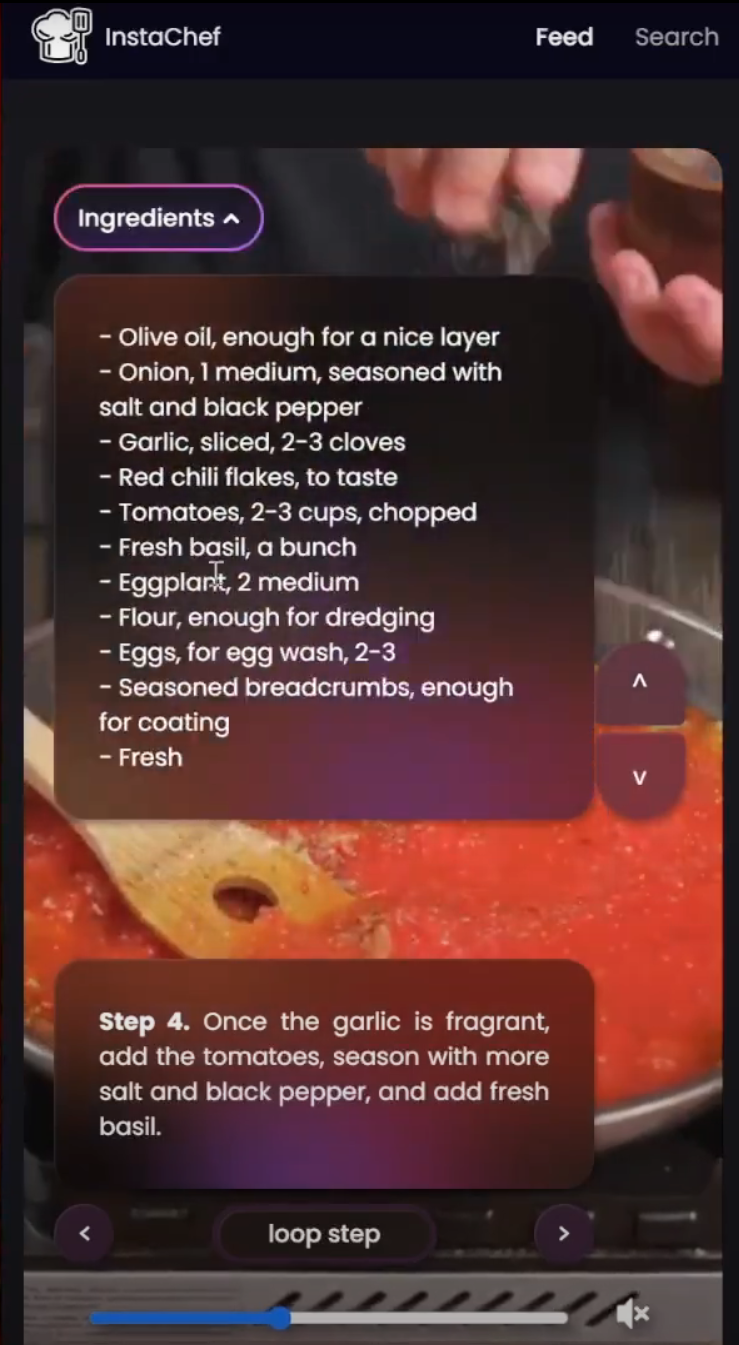 InstaChef
Feed
Search
Ingredients ^
- Olive oil, enough for a nice layer
- Onion, 1 medium, seasoned with
salt and black pepper
- Garlic, sliced, 2-3 cloves
- Red chili flakes, to taste
- Tomatoes, 2-3 cups, chopped
- Fresh basil, a bunch
- Eggplant, 2 medium
- Flour, enough for dredging
- Eggs, for egg wash, 2-3
- Seasoned breadcrumbs, enough
for coating
- Fresh
Step 4. Once the garlic is fragrant,
add the tomatoes, season with more
salt and black pepper, and add fresh
basil.
< loop step >